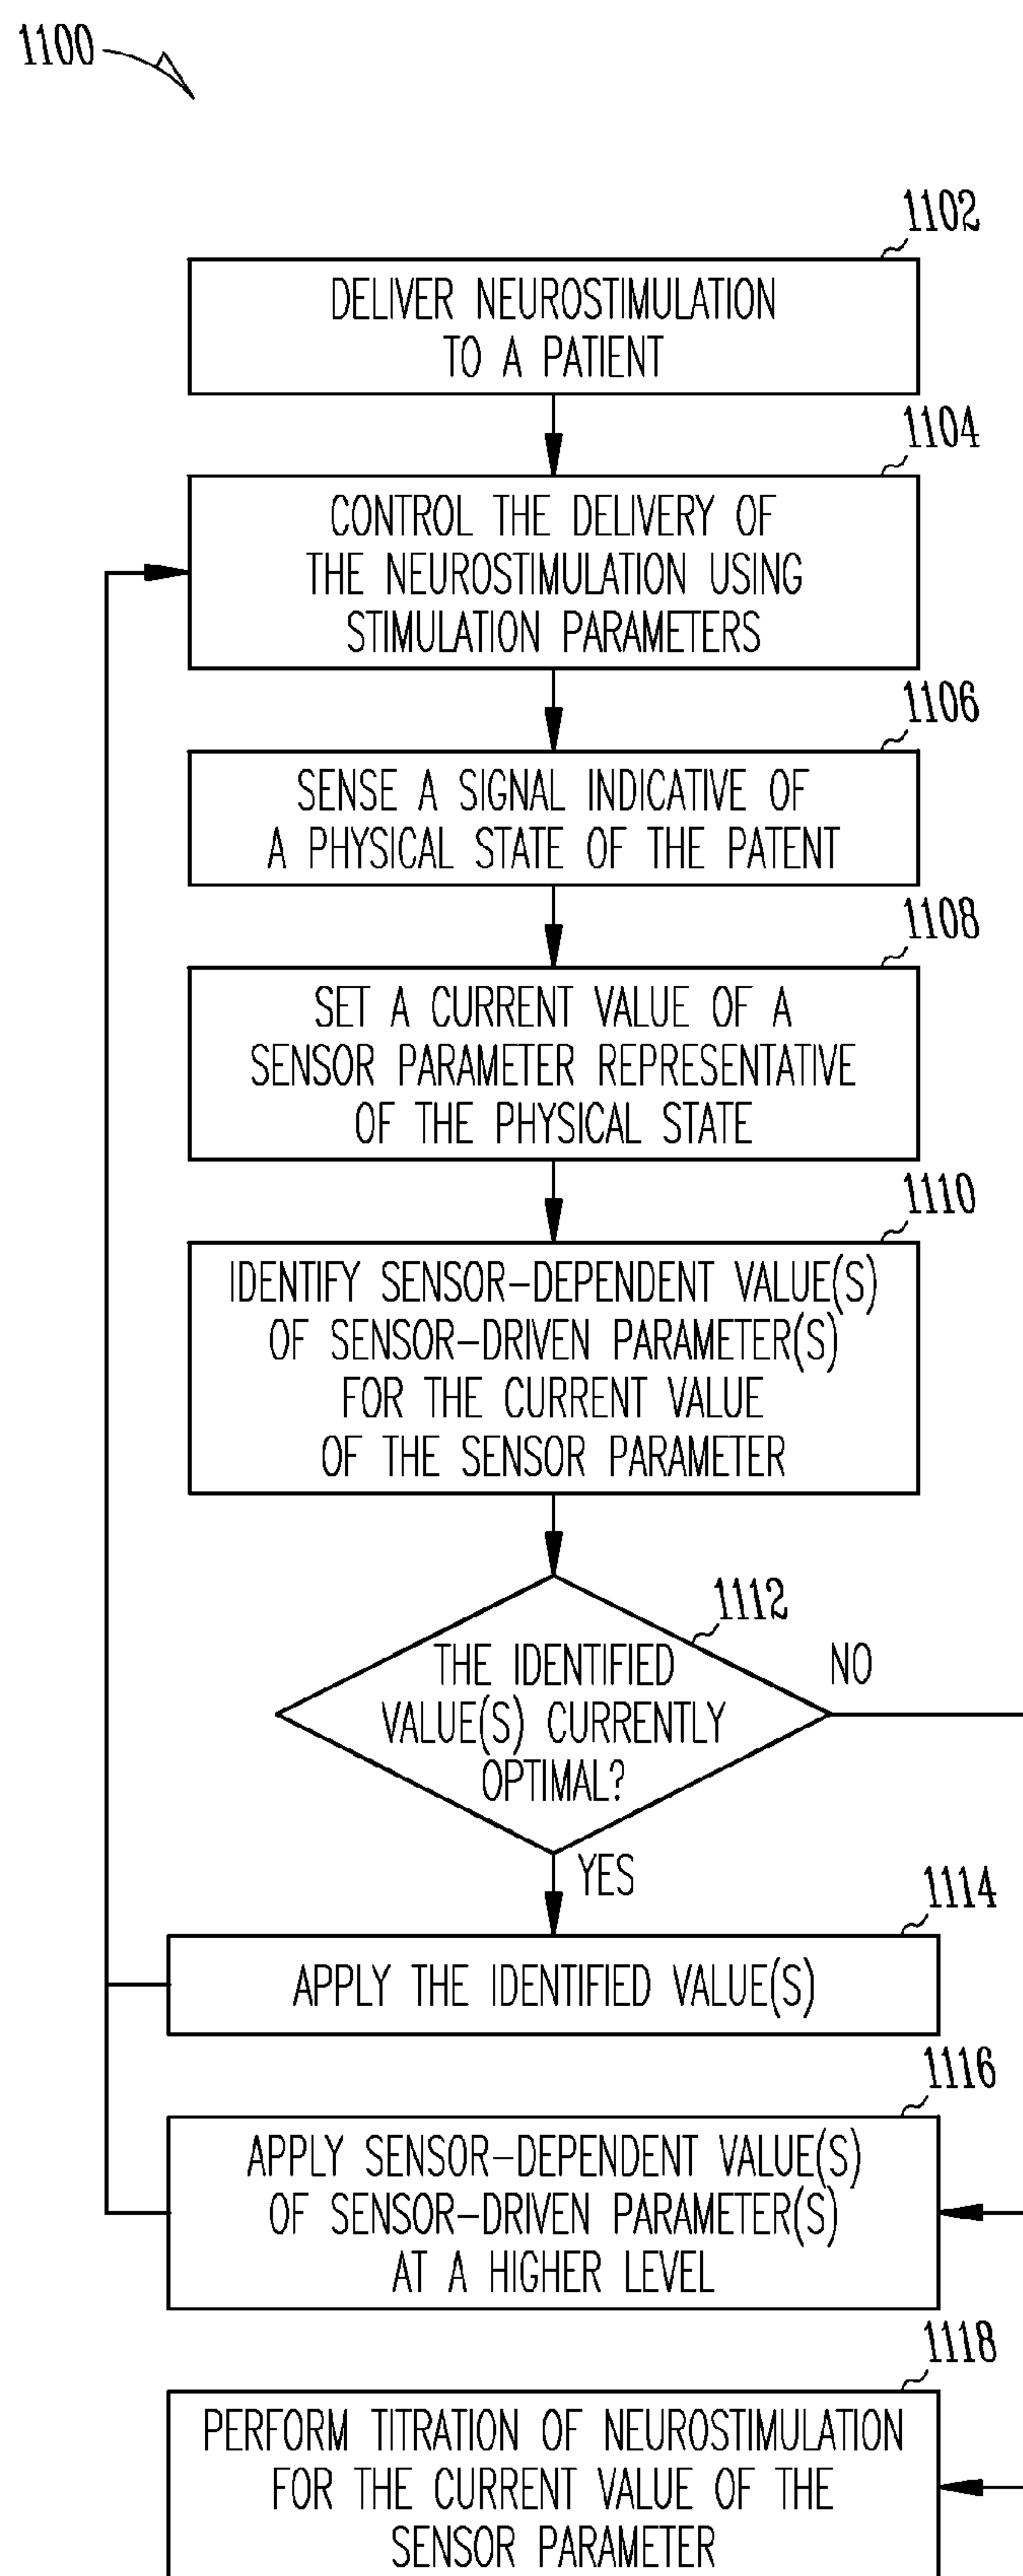 1100
1102
DELIVER NEUROSTIMULATION
TO A PATIENT
1104
CONTROL THE DELIVERY OF
THE NEUROSTIMULATION USING
STIMULATION PARAMETERS
1106
SENSE A SIGNAL INDICATIVE OF
A PHYSICAL STATE OF THE PATENT
1108
SET A CURRENT VALUE OF A
SENSOR PARAMETER REPRESENTATIVE
OF THE PHYSICAL STATE
1110
IDENTIFY SENSOR-DEPENDENT VALUE(S)
OF SENSOR-DRIVEN PARAMETER(S)
FOR THE CURRENT VALUE
OF THE SENSOR PARAMETER
1112
THE IDENTIFIED
VALUE(S) CURRENTLY
OPTIMAL?
NO
YES
1114
APPLY THE IDENTIFIED VALUE(S)
1116
APPLY SENSOR-DEPENDENT VALUE(S)
OF SENSOR-DRIVEN PARAMETER(S)
AT A HIGHER LEVEL
1118
PERFORM TITRATION OF NEUROSTIMULATION
FOR THE CURRENT VALUE OF THE
SENSOR PARAMETER